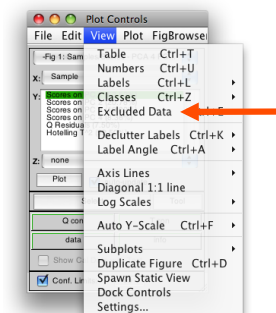 Plot Controls
File Edit View Plot FigBrowser
-Fig 1: Sam
X: Sample
Y: Scores on
Scores on
Scores on
Scores on
Q Residua
Hotelling T
Z: none
Plot
Q con
data
Show C
Conf. Lim
Table Ctrl+T
Numbers Ctrl+U
Labels Ctrl+L
Classes Ctrl+Z
Excluded Data
Declutter Labels Ctrl+K
Label Angle Ctrl+A
Axis Lines
Diagonal 1:1 line
Log Scales
Auto Y-Scale Ctrl+F
Subplots
Duplicate Figure Ctrl+D
Spawn Static View
Dock Controls
Settings...